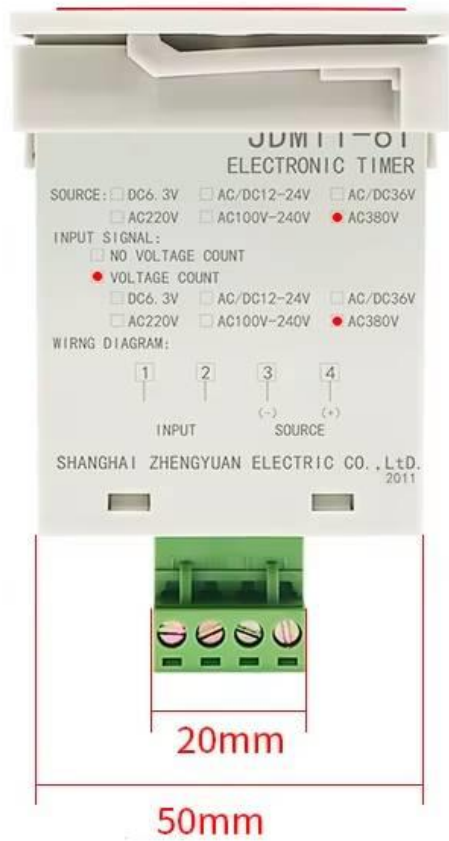 JDM11-6T
ELECTRONIC TIMER
SOURCE: DC6.3V AC/DC12-24V AC/DC36V
AC220V AC100V-240V AC380V
INPUT SIGNAL:
NO VOLTAGE COUNT
VOLTAGE COUNT
DC6.3V AC/DC12-24V AC/DC36V
AC220V AC100V-240V AC380V
WIRNG DIAGRAM:
1 2 3 4
(-) (+)
INPUT SOURCE
SHANGHAI ZHENGYUAN ELECTRIC CO.,LtD.
2011
20mm
50mm